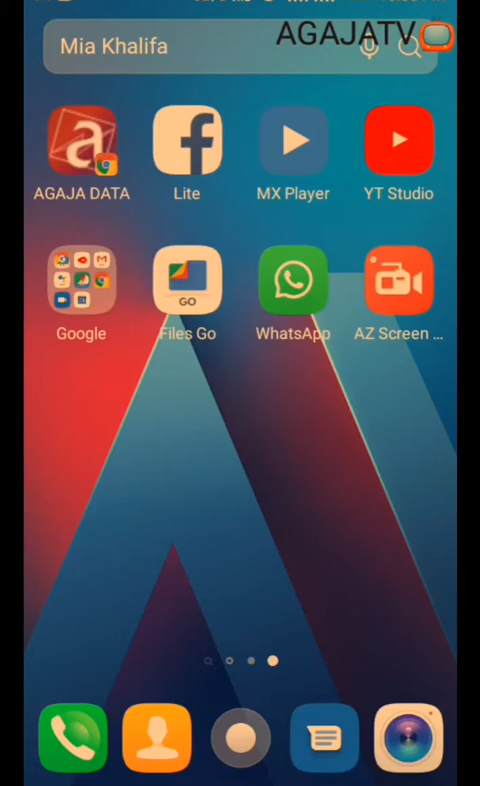 AGAJATV
Mia Khalifa
AGAJA DATA
Lite
MX Player
YT Studio
Google
GO
Files Go
WhatsApp
AZ Screen ...